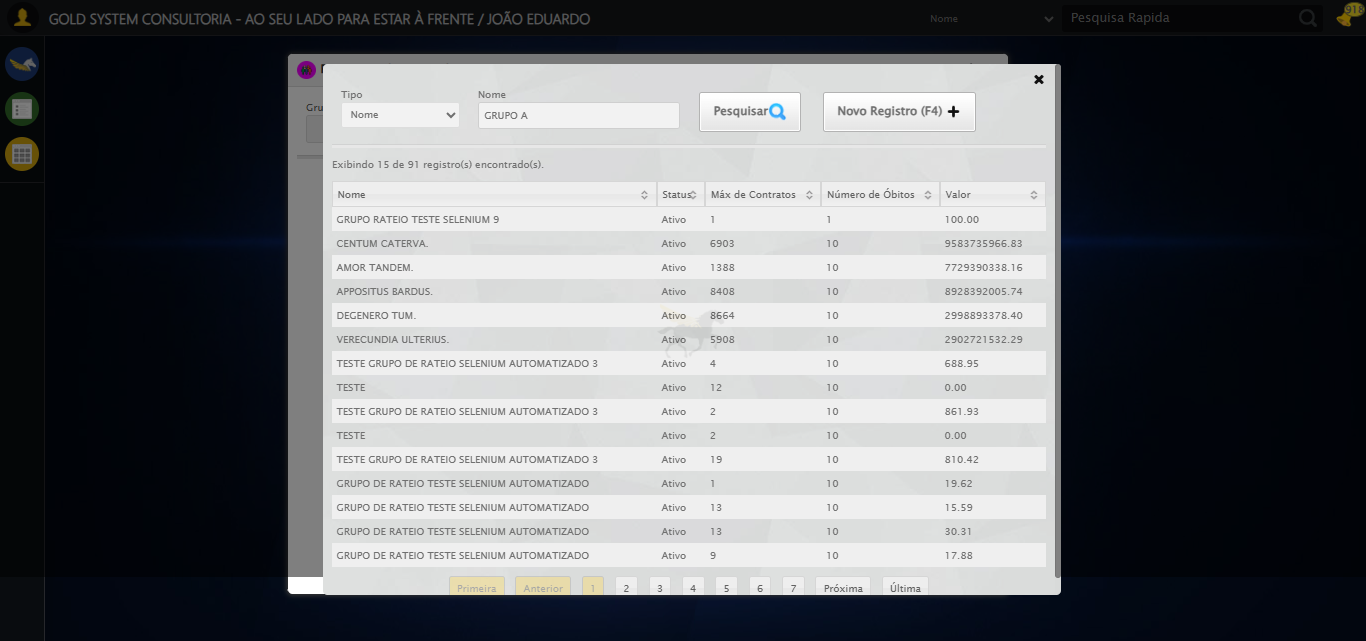 GOLD SYSTEM CONSULTORIA - AO SEU LADO PARA ESTAR À FRENTE / JOÃO EDUARDO
Nome
Pesquisa Rapida
918
Gru
Tipo
Nome
Nome
GRUPO A
Pesquisar
Novo Registro (F4)
Exibindo 15 de 91 registro(s) encontrado(s).
Nome Status Máx de Contratos Número de Óbitos Valor
GRUPO RATEIO TESTE SELENIUM 9 Ativo 1 1 100.00
CENTUM CATERVA. Ativo 6903 10 9583735966.83
AMOR TANDEM. Ativo 1388 10 7729390338.16
APPOSITUS BARDUS. Ativo 8408 10 8928392005.74
DEGENERO TUM. Ativo 8664 10 2998893378.40
VERECUNDIA ULTERIUS. Ativo 5908 10 2902721532.29
TESTE GRUPO DE RATEIO SELENIUM AUTOMATIZADO 3 Ativo 4 10 688.95
TESTE Ativo 12 10 0.00
TESTE GRUPO DE RATEIO SELENIUM AUTOMATIZADO 3 Ativo 2 10 861.93
TESTE Ativo 2 10 0.00
TESTE GRUPO DE RATEIO SELENIUM AUTOMATIZADO 3 Ativo 19 10 810.42
GRUPO DE RATEIO TESTE SELENIUM AUTOMATIZADO Ativo 1 10 19.62
GRUPO DE RATEIO TESTE SELENIUM AUTOMATIZADO Ativo 13 10 15.59
GRUPO DE RATEIO TESTE SELENIUM AUTOMATIZADO Ativo 13 10 30.31
GRUPO DE RATEIO TESTE SELENIUM AUTOMATIZADO Ativo 9 10 17.88
Primeira Anterior 1 2 3 4 5 6 7 Próxima Última